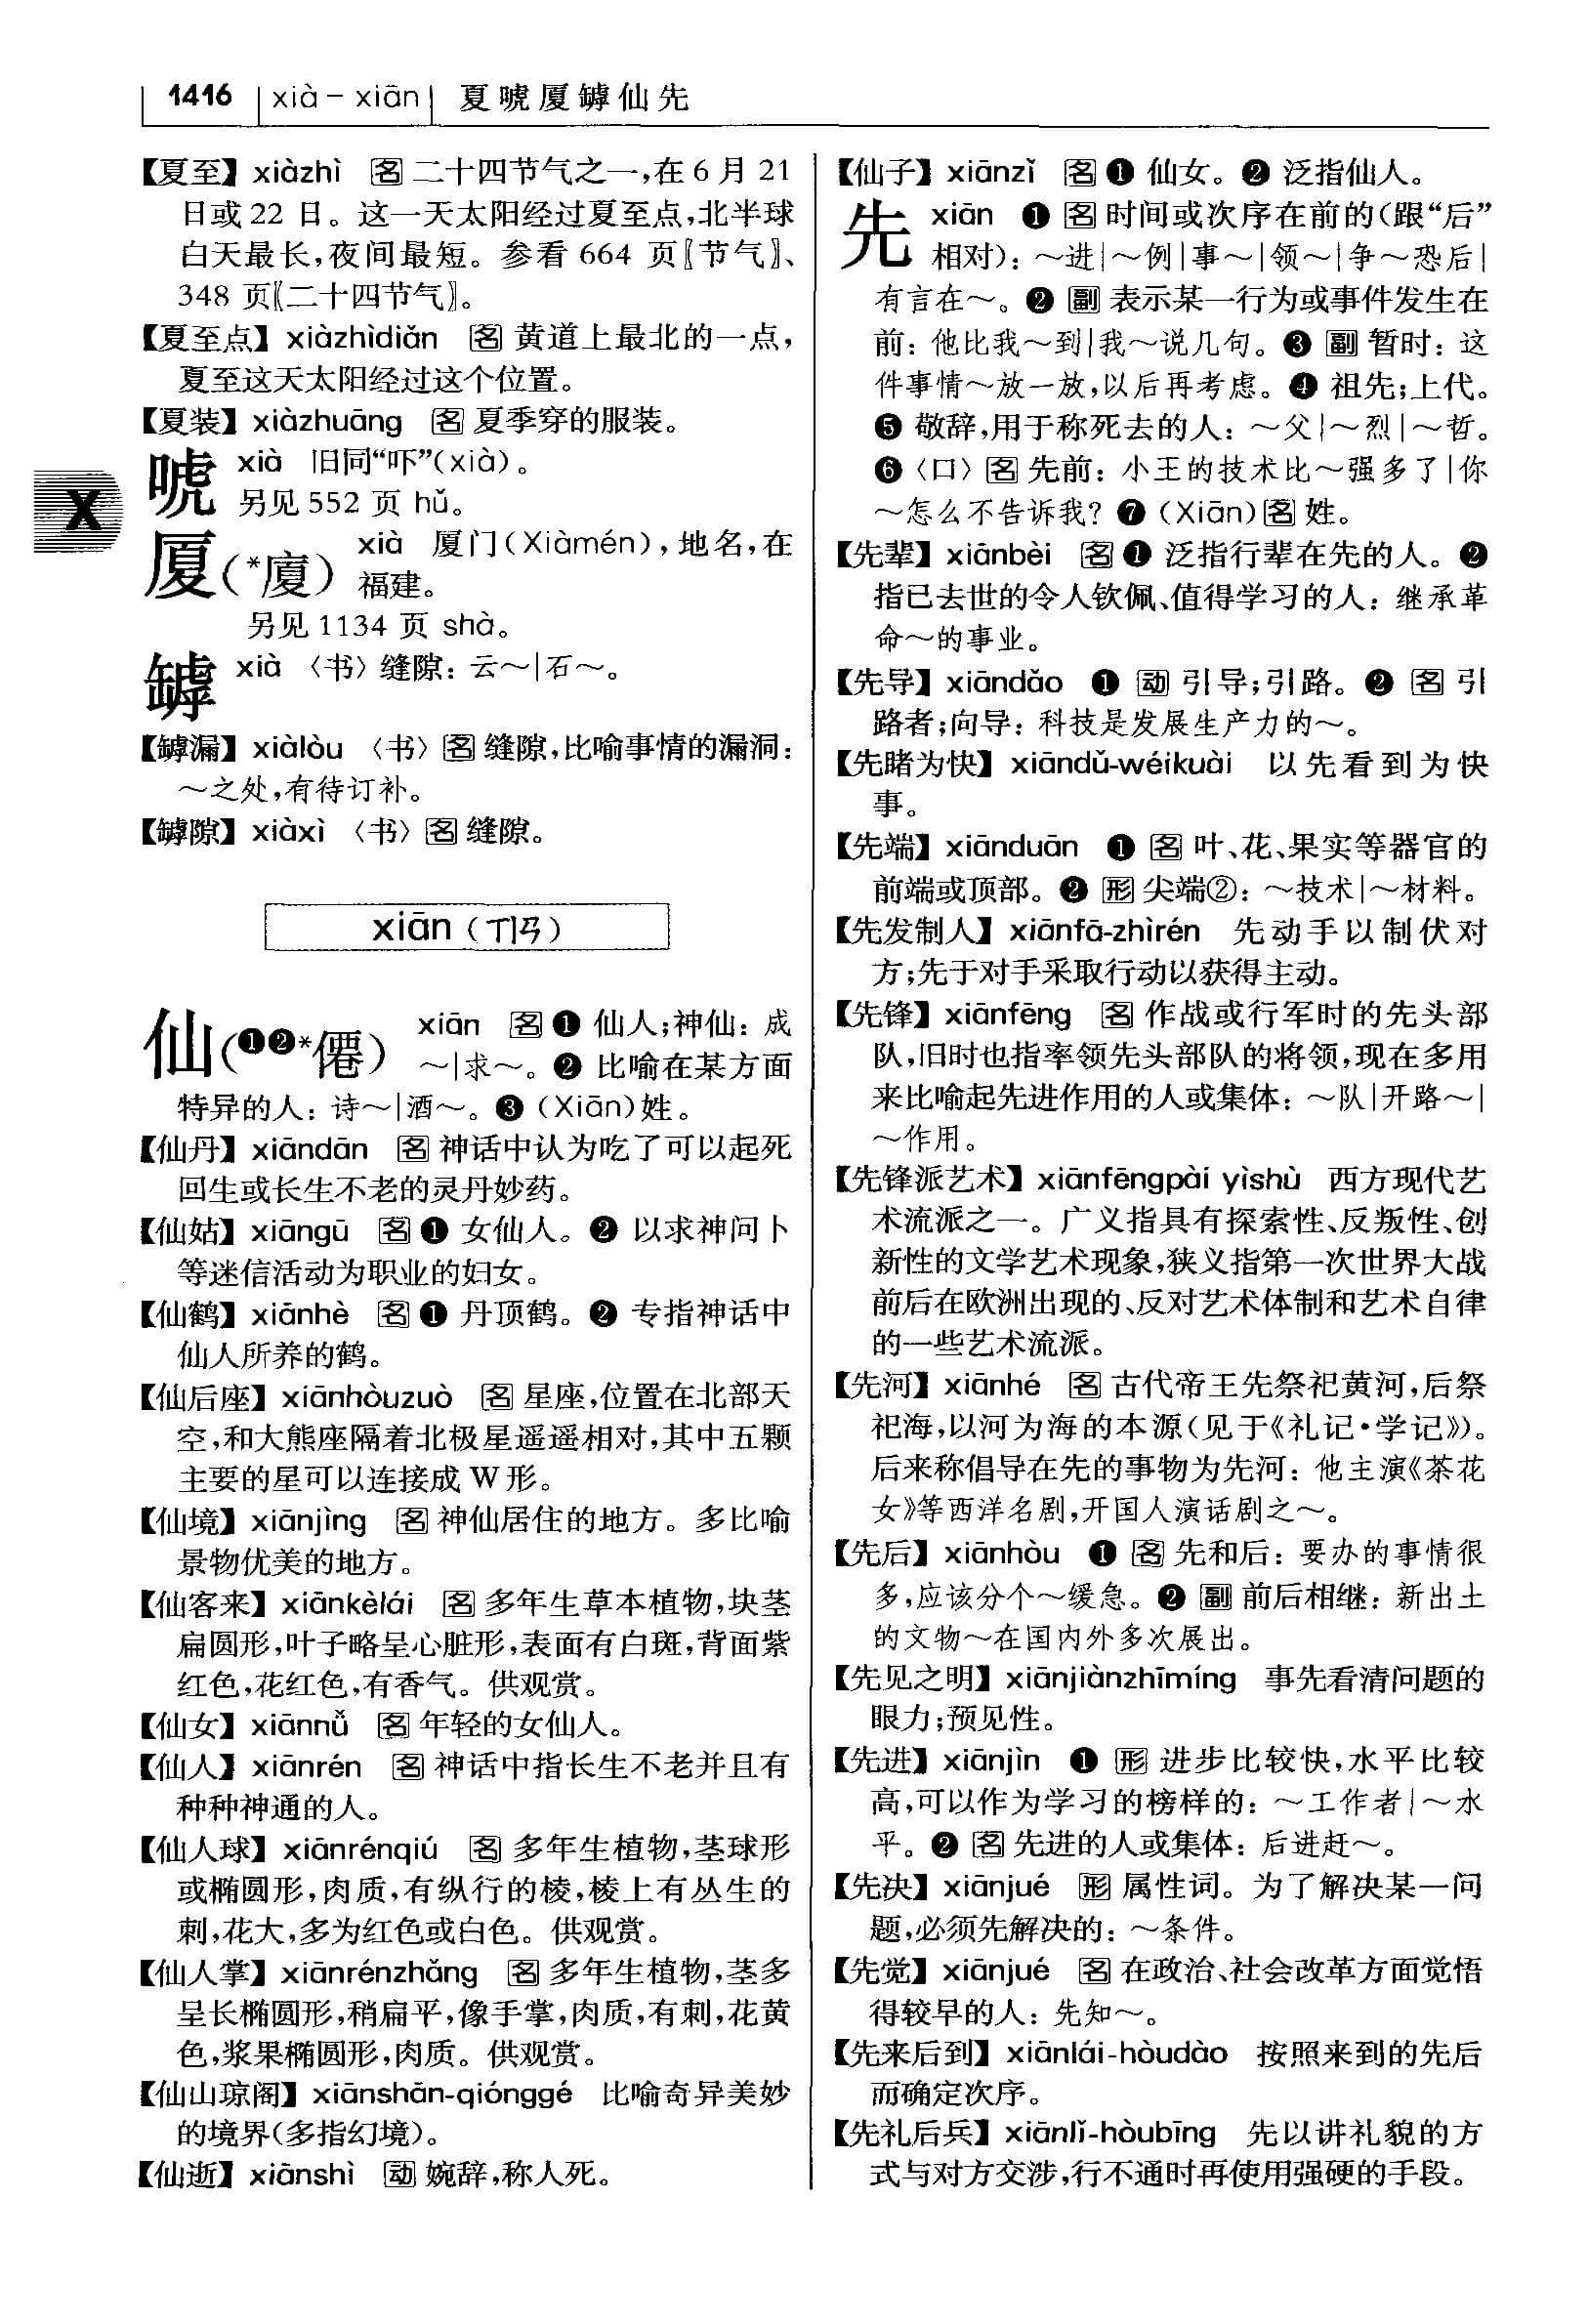 1416 xià－xiān 夏唬厦罅仙先
【夏至】 xiàzhì 名 二十四节气之一,在 6 月 21
日或 22 日。这一天太阳经过夏至点,北半球
白天最长,夜间最短。参看 664 页〖节气〗、
348 页〖二十四节气〗。
【夏至点】 xiàzhìdiǎn 名 黄道上最北的一点,
夏至这天太阳经过这个位置。
【夏装】 xiàzhuāng 名 夏季穿的服装。
唬 xià 旧同“吓”(xià)。
另见 552 页 hǔ。
X
厦(*廈) xià 厦门(Xiàmén),地名,在
福建。
另见 1134 页 shà。
罅 xià 〈书〉缝隙：云～|石～。
【罅漏】 xiàlòu 〈书〉名 缝隙,比喻事情的漏洞：
～之处,有待订补。
【罅隙】 xiàxì 〈书〉名 缝隙。
xiān (ㄒㄧㄢ)
仙(❶❷*僊) xiān 名 ❶ 仙人;神仙：成
～|求～。❷ 比喻在某方面
特异的人：诗～|酒～。❸ (Xiān)姓。
【仙丹】 xiāndān 名 神话中认为吃了可以起死
回生或长生不老的灵丹妙药。
【仙姑】 xiāngū 名 ❶ 女仙人。❷ 以求神问卜
等迷信活动为职业的妇女。
【仙鹤】 xiānhè 名 ❶ 丹顶鹤。❷ 专指神话中
仙人所养的鹤。
【仙后座】 xiānhòuzuò 名 星座,位置在北部天
空,和大熊座隔着北极星遥遥相对,其中五颗
主要的星可以连接成 W 形。
【仙境】 xiānjìng 名 神仙居住的地方。多比喻
景物优美的地方。
【仙客来】 xiānkèlái 名 多年生草本植物,块茎
扁圆形,叶子略呈心脏形,表面有白斑,背面紫
红色,花红色,有香气。供观赏。
【仙女】 xiānnǚ 名 年轻的女仙人。
【仙人】 xiānrén 名 神话中指长生不老并且有
种种神通的人。
【仙人球】 xiānrénqiú 名 多年生植物,茎球形
或椭圆形,肉质,有纵行的棱,棱上有丛生的
刺,花大,多为红色或白色。供观赏。
【仙人掌】 xiānrénzhǎng 名 多年生植物,茎多
呈长椭圆形,稍扁平,像手掌,肉质,有刺,花黄
色,浆果椭圆形,肉质。供观赏。
【仙山琼阁】 xiānshān-qiónggé 比喻奇异美妙
的境界(多指幻境)。
【仙逝】 xiānshì 动 婉辞,称人死。
【仙子】 xiānzǐ 名 ❶ 仙女。❷ 泛指仙人。
先 xiān ❶ 名 时间或次序在前的(跟“后”
相对)：～进|～例|事～|领～|争～恐后|
有言在～。❷ 副 表示某一行为或事件发生在
前：他比我～到|我～说几句。❸ 副 暂时：这
件事情～放一放,以后再考虑。❹ 祖先;上代。
❺ 敬辞,用于称死去的人：～父|～烈|～哲。
❻〈口〉名 先前：小王的技术比～强多了|你
～怎么不告诉我? ❼ (Xiān)名 姓。
【先辈】 xiānbèi 名 ❶ 泛指行辈在先的人。❷
指已去世的令人钦佩、值得学习的人：继承革
命～的事业。
【先导】 xiāndǎo ❶ 动 引导;引路。❷ 名 引
路者;向导：科技是发展生产力的～。
【先睹为快】 xiāndǔ-wéikuài 以先看到为快
事。
【先端】 xiānduān ❶ 名 叶、花、果实等器官的
前端或顶部。❷ 形 尖端②：～技术|～材料。
【先发制人】 xiānfā-zhìrén 先动手以制伏对
方;先于对手采取行动以获得主动。
【先锋】 xiānfēng 名 作战或行军时的先头部
队,旧时也指率领先头部队的将领,现在多用
来比喻起先进作用的人或集体：～队|开路～|
～作用。
【先锋派艺术】 xiānfēngpài yìshù 西方现代艺
术流派之一。广义指具有探索性、反叛性、创
新性的文学艺术现象,狭义指第一次世界大战
前后在欧洲出现的、反对艺术体制和艺术自律
的一些艺术流派。
【先河】 xiānhé 名 古代帝王先祭祀黄河,后祭
祀海,以河为海的本源(见于《礼记·学记》)。
后来称倡导在先的事物为先河：他主演《茶花
女》等西洋名剧,开国人演话剧之～。
【先后】 xiānhòu ❶ 名 先和后：要办的事情很
多,应该分个～缓急。❷ 副 前后相继：新出土
的文物～在国内外多次展出。
【先见之明】 xiānjiànzhīmíng 事先看清问题的
眼力;预见性。
【先进】 xiānjìn ❶ 形 进步比较快,水平比较
高,可以作为学习的榜样的：～工作者|～水
平。❷ 名 先进的人或集体：后进赶～。
【先决】 xiānjué 形 属性词。为了解决某一问
题,必须先解决的：～条件。
【先觉】 xiānjué 名 在政治、社会改革方面觉悟
得较早的人：先知～。
【先来后到】 xiānlái-hòudào 按照来到的先后
而确定次序。
【先礼后兵】 xiānlǐ-hòubīng 先以讲礼貌的方
式与对方交涉,行不通时再使用强硬的手段。